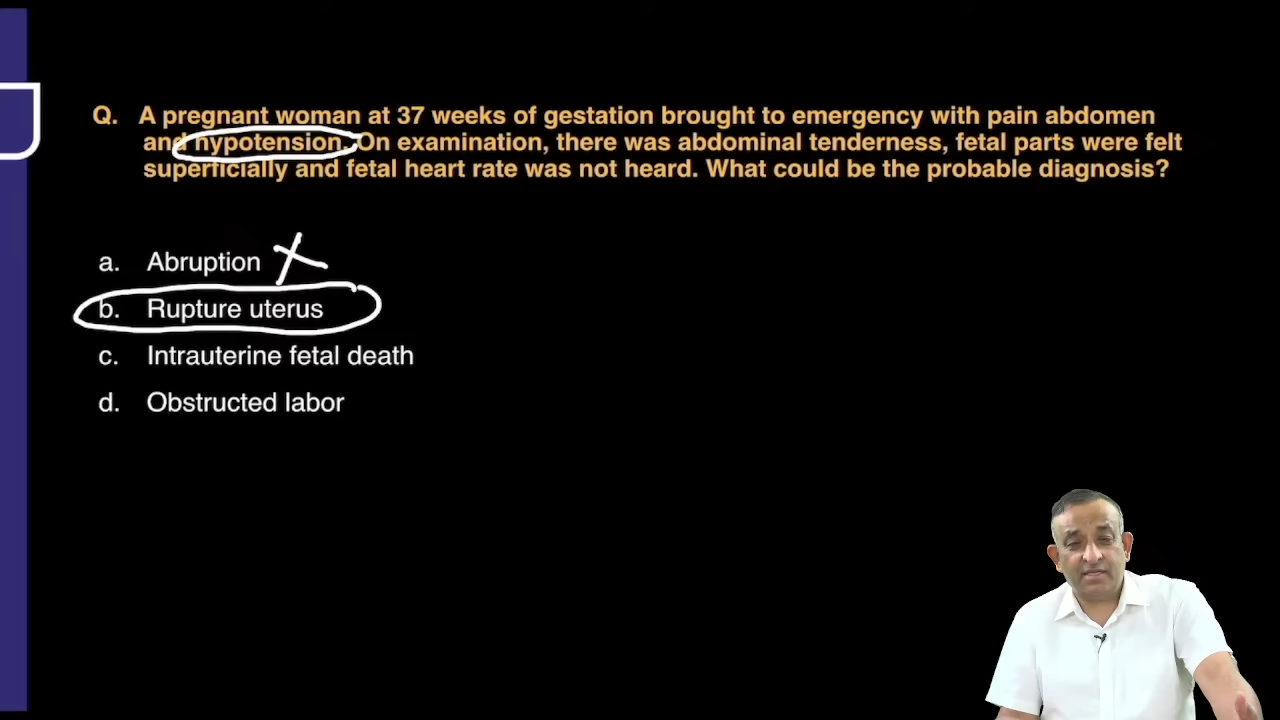 Q. A pregnant woman at 37 weeks of gestation brought to emergency with pain abdomen
and hypotension. On examination, there was abdominal tenderness, fetal parts were felt
superficially and fetal heart rate was not heard. What could be the probable diagnosis?
a. Abruption
b. Rupture uterus
c. Intrauterine fetal death
d. Obstructed labor